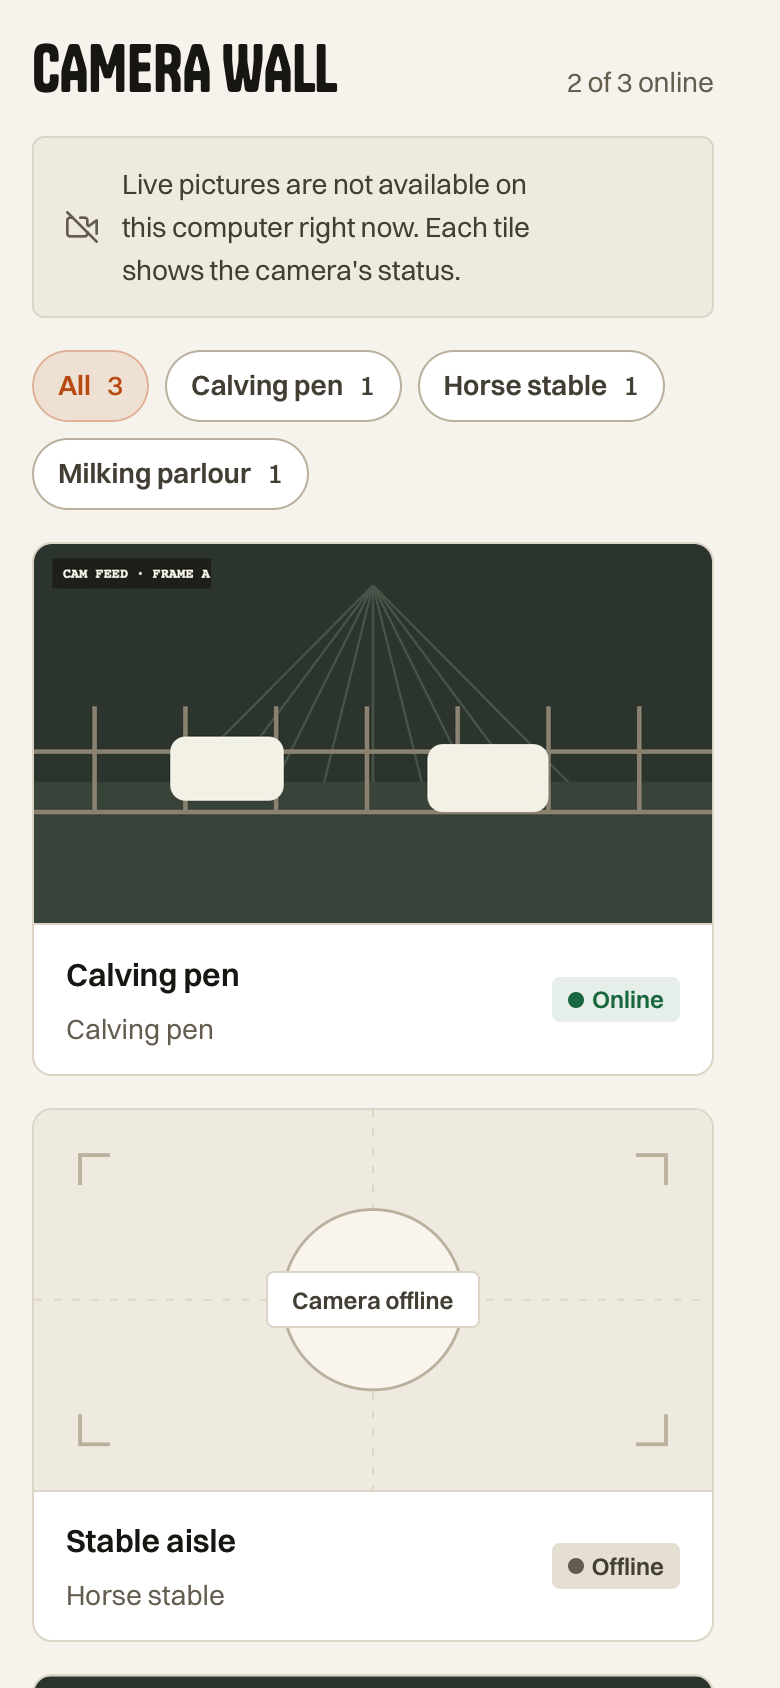 CAMERA WALL
2 of 3 online
Live pictures are not available on
this computer right now. Each tile
shows the camera's status.
All 3
Calving pen 1
Horse stable 1
Milking parlour 1
CAM FEED · FRAME A
Calving pen
Online
Calving pen
Camera offline
Stable aisle
Offline
Horse stable